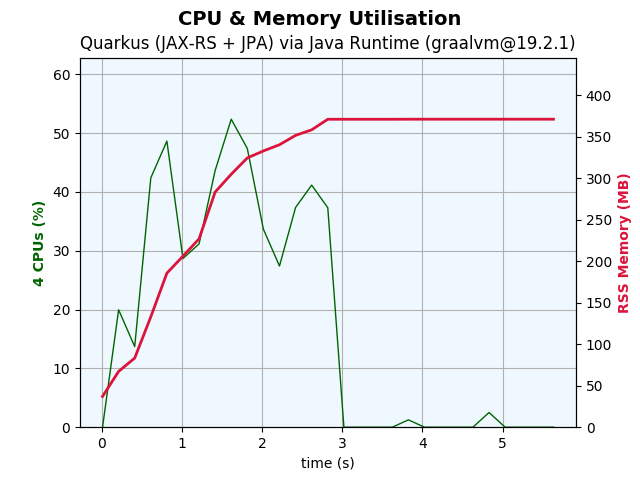 CPU & Memory Utilisation
Quarkus (JAX-RS + JPA) via Java Runtime (graalvm@19.2.1)
60
50
40
30
20
10
0
4 CPUs (%)
400
350
300
250
200
150
100
50
0
RSS Memory (MB)
0 1 2 3 4 5
time (s)